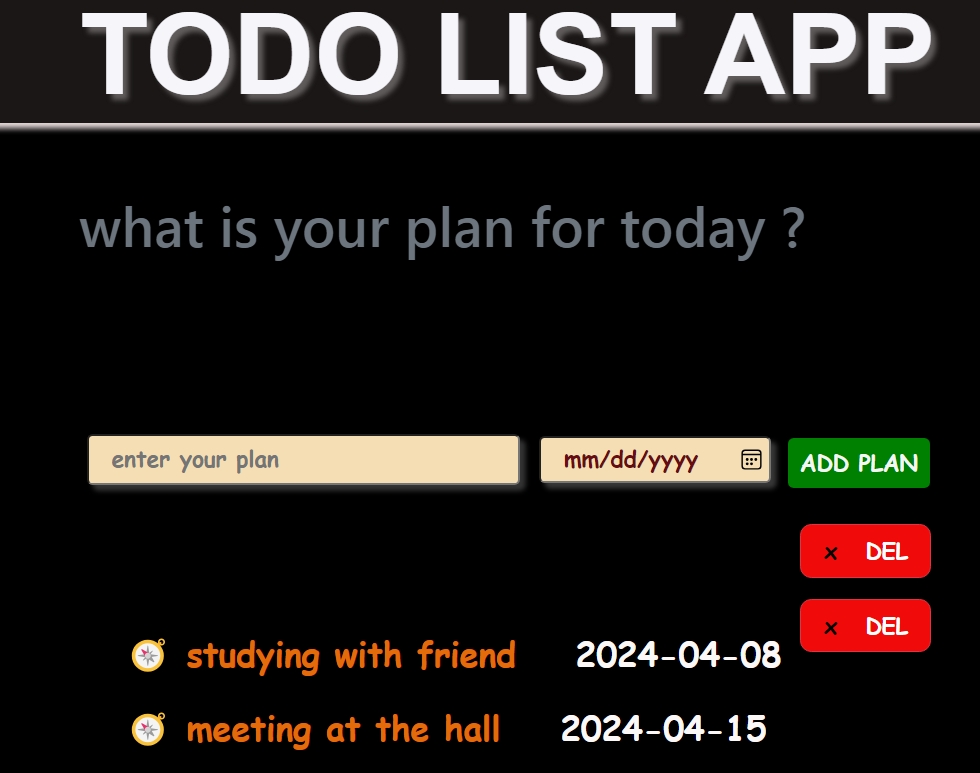 TODO LIST APP
what is your plan for today ?
enter your plan mm/dd/yyyy ADD PLAN
x DEL
x DEL
studying with friend 2024-04-08
meeting at the hall 2024-04-15